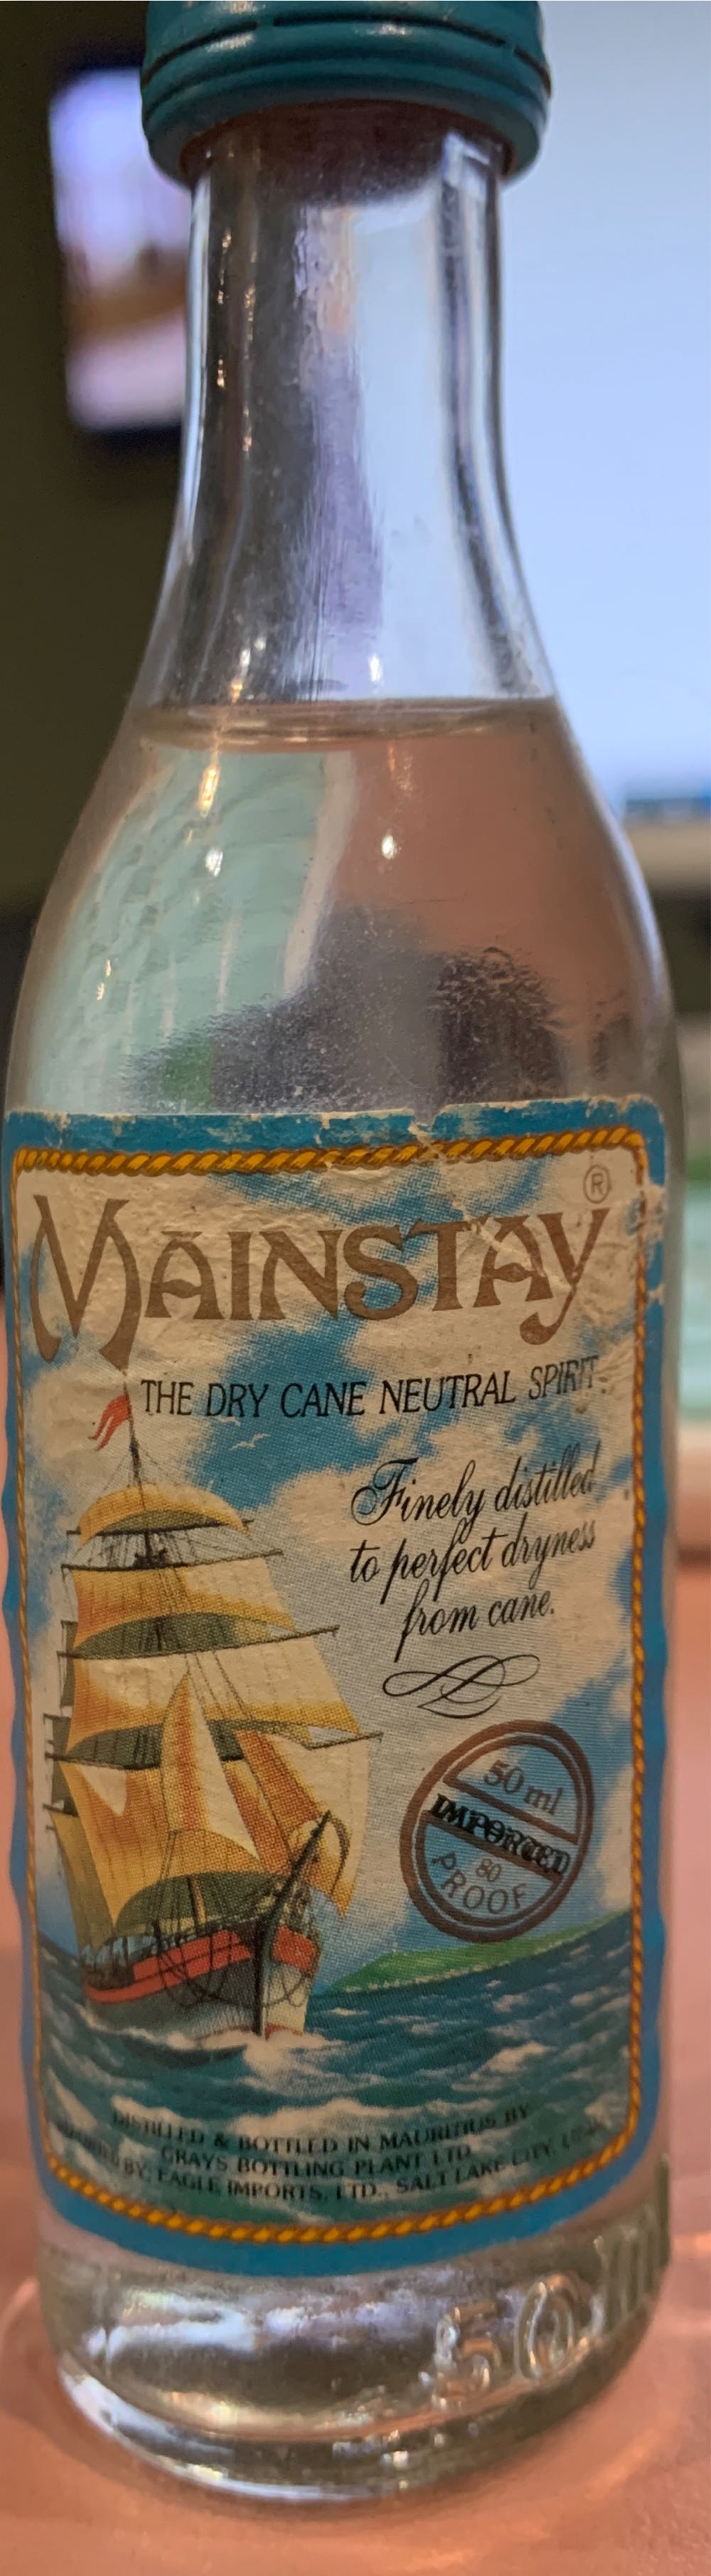 MAINSTAY ®
THE DRY CANE NEUTRAL SPIRIT
Finely distilled
to perfect dryness
from cane.
50 ml
IMPORTED
80
PROOF
DISTILLED & BOTTLED IN MAURITIUS BY
GRAYS BOTTLING PLANT LTD.
BY: EAGLE IMPORTS, LTD., SALT LAKE CITY,
50 ml